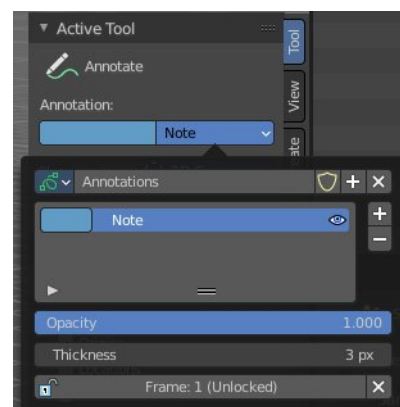 Active Tool
Tool
Annotate
View
Annotation:
Note
Annotations
Note
Opacity 1.000
Thickness 3 px
Frame: 1 (Unlocked)